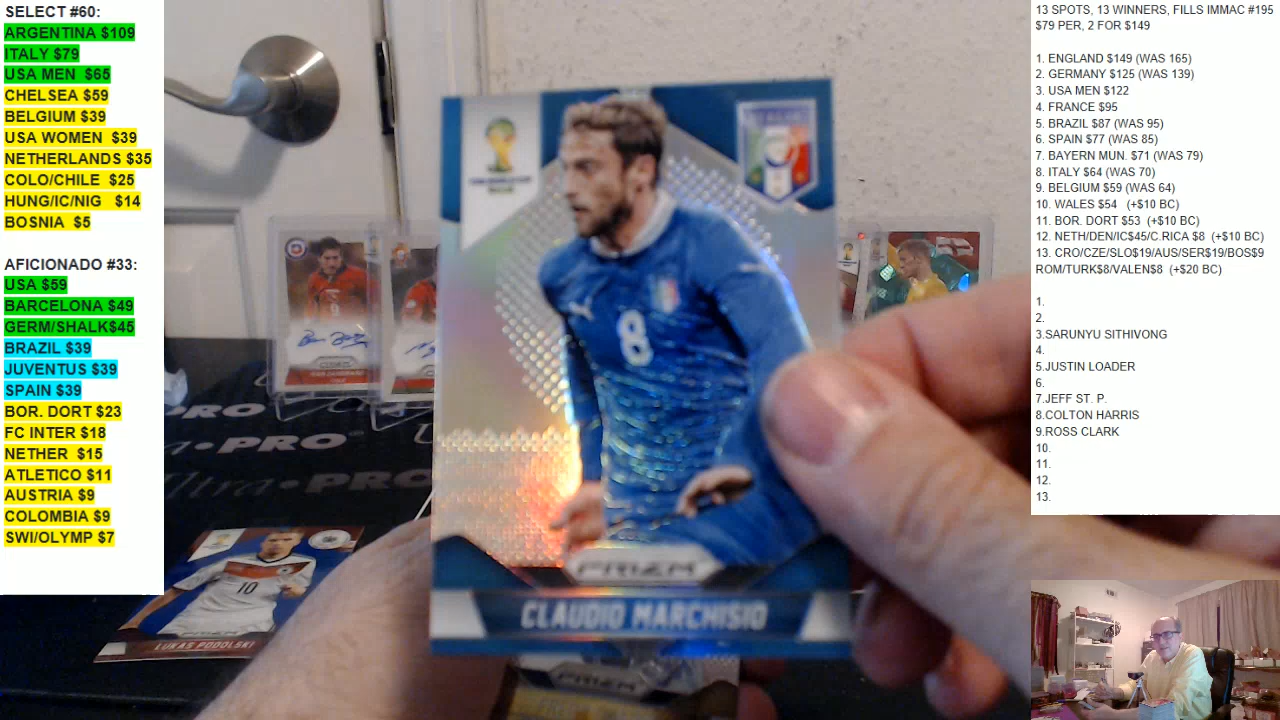 SELECT #60:
ARGENTINA $109
ITALY $79
USA MEN $65
CHELSEA $59
BELGIUM $39
USA WOMEN $39
NETHERLANDS $35
COLO/CHILE $25
HUNG/IC/NIG $14
BOSNIA $5
AFICIONADO #33:
USA $59
BARCELONA $49
GERM/SHALK$45
BRAZIL $39
JUVENTUS $39
SPAIN $39
BOR. DORT $23
FC INTER $18
NETHER $15
ATLETICO $11
AUSTRIA $9
COLOMBIA $9
SWI/OLYMP $7
ITALIA
8
PRIZM
CLAUDIO MARCHISIO
10
PRIZM
LUKAS PODOLSKI
PRIZM
PRO
PRO
Ultra PRO
13 SPOTS, 13 WINNERS, FILLS IMMAC #195
$79 PER, 2 FOR $149
1. ENGLAND $149 (WAS 165)
2. GERMANY $125 (WAS 139)
3. USA MEN $122
4. FRANCE $95
5. BRAZIL $87 (WAS 95)
6. SPAIN $77 (WAS 85)
7. BAYERN MUN. $71 (WAS 79)
8. ITALY $64 (WAS 70)
9. BELGIUM $59 (WAS 64)
10. WALES $54 (+$10 BC)
11. BOR. DORT $53 (+$10 BC)
12. NETH/DEN/IC$45/C.RICA $8 (+$10 BC)
13. CRO/CZE/SLO$19/AUS/SER$19/BOS$9
ROM/TURK$8/VALEN$8 (+$20 BC)
1.
2.
3.SARUNYU SITHIVONG
4.
5.JUSTIN LOADER
6.
7.JEFF ST. P.
8.COLTON HARRIS
9.ROSS CLARK
10.
11.
12.
13.